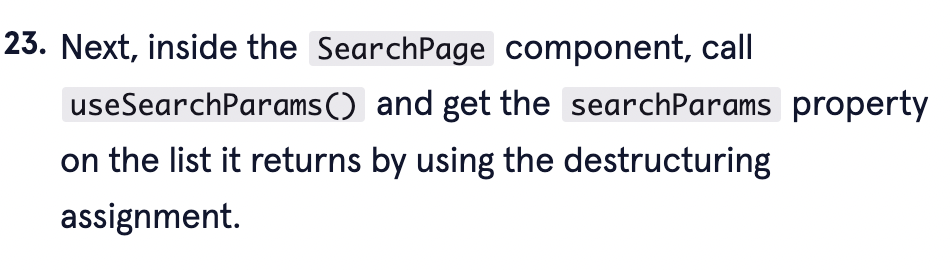 23. Next, inside the SearchPage component, call
useSearchParams() and get the searchParams property
on the list it returns by using the destructuring
assignment.